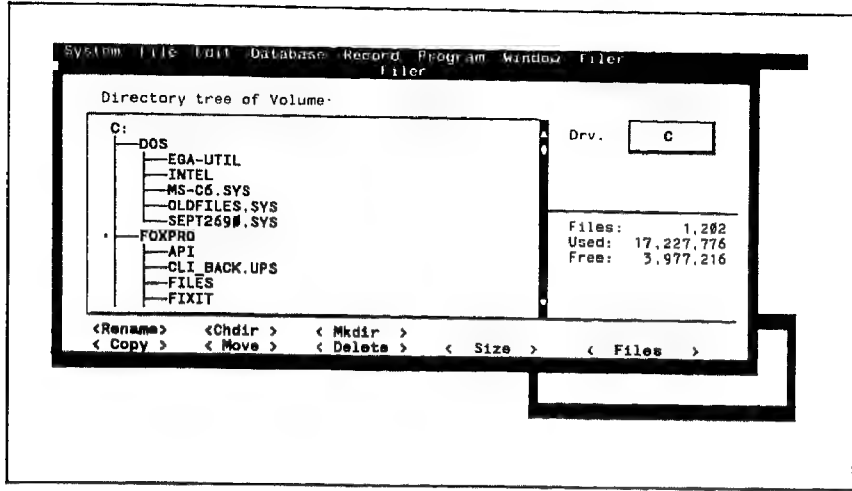 System File Edit Database Record Program Window Filer
Filer
Directory tree of Volume.
C:
DOS
EGA-UTIL
INTEL
MS-C6.SYS
OLDFILES.SYS
SEPT2690.SYS
FOXPRO
API
CLI_BACK.UPS
FILES
FIXIT
Drv. C
Files: 1,202
Used: 17,227,776
Free: 3,977,216
<Rename> <Chdir > < Mkdir >
< Copy > < Move > < Delete > < Size > < Files >